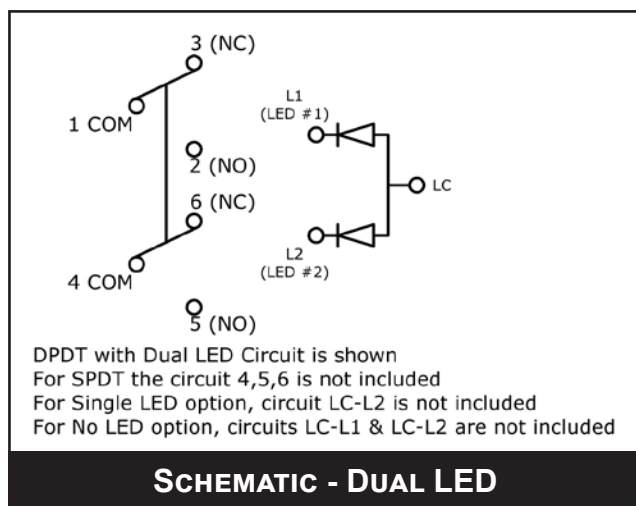 3 (NC)
1 COM
2 (NO)
6 (NC)
4 COM
5 (NO)
L1
(LED #1)
LC
L2
(LED #2)
DPDT with Dual LED Circuit is shown
For SPDT the circuit 4,5,6 is not included
For Single LED option, circuit LC-L2 is not included
For No LED option, circuits LC-L1 & LC-L2 are not included
SCHEMATIC - DUAL LED